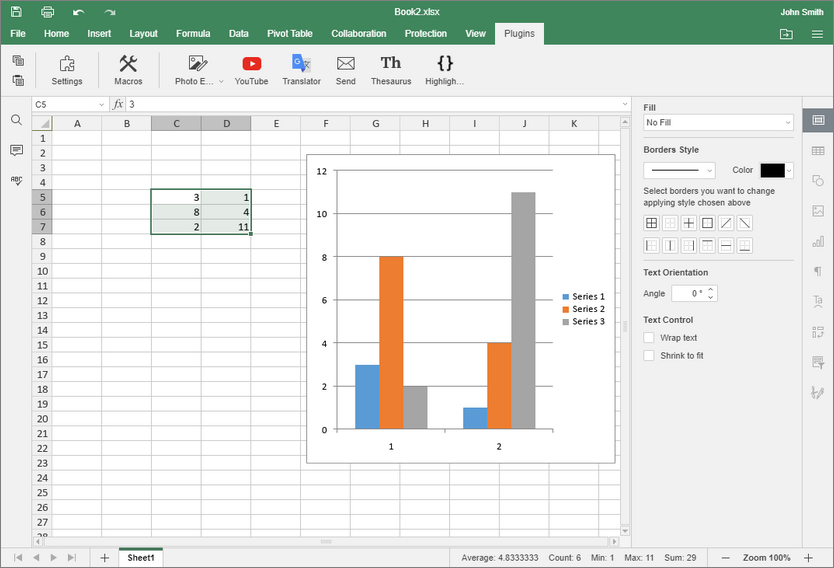 Book2.xlsx
John Smith
File Home Insert Layout Formula Data Pivot Table Collaboration Protection View Plugins
Settings Macros Photo E... YouTube Translator Send Thesaurus Highligh...
Th
{}
C5 fx 3
A B C D E F G H I J K
1
2
3
4
5 3 1
6 8 4
7 2 11
8
9
10
11
12
13
14
15
16
17
18
19
20
21
22
23
24
25
26
27
28
12
10
8
6
4
2
0
1 2
Series 1
Series 2
Series 3
Fill
No Fill
Borders Style
Color
Select borders you want to change
applying style chosen above
Text Orientation
Angle 0 °
Text Control
Wrap text
Shrink to fit
ABC
Ta
Sheet1
Average: 4.8333333 Count: 6 Min: 1 Max: 11 Sum: 29
Zoom 100%